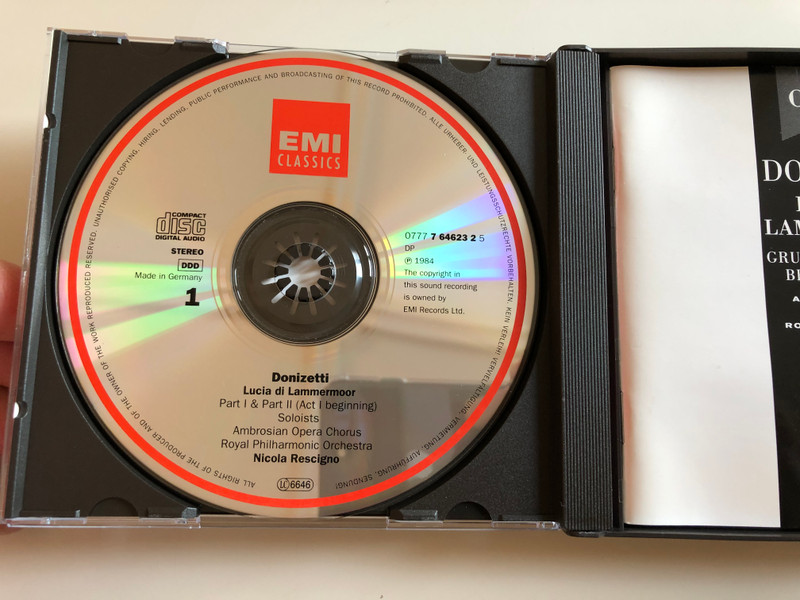 ALL RIGHTS OF THE PRODUCER AND OF THE OWNER OF THE WORK REPRODUCED RESERVED. UNAUTHORISED COPYING, HIRING, LENDING, PUBLIC PERFORMANCE AND BROADCASTING OF THIS RECORD PROHIBITED. ALLE URHEBER- UND LEISTUNGSSCHUTZRECHTE VORBEHALTEN. KEIN VERLEIH! VERVIELFÄLTIGUNG, VERMIETUNG, AUFFÜHRUNG, SENDUNG!
EMI
CLASSICS
COMPACT
disc
DIGITAL AUDIO
STEREO
DDD
Made in Germany
1
0777 7 64623 2 5
DP
℗ 1984
The copyright in
this sound recording
is owned by
EMI Records Ltd.
Donizetti
Lucia di Lammermoor
Part I & Part II (Act I beginning)
Soloists
Ambrosian Opera Chorus
Royal Philharmonic Orchestra
Nicola Rescigno
LC 6646
O
DO
L
LAM
GRU
BE
A
RO